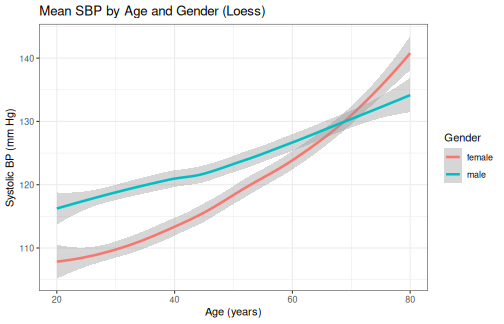 Mean SBP by Age and Gender (Loess)
Systolic BP (mm Hg)
140
130
120
110
20 40 60 80
Age (years)
Gender
female
male